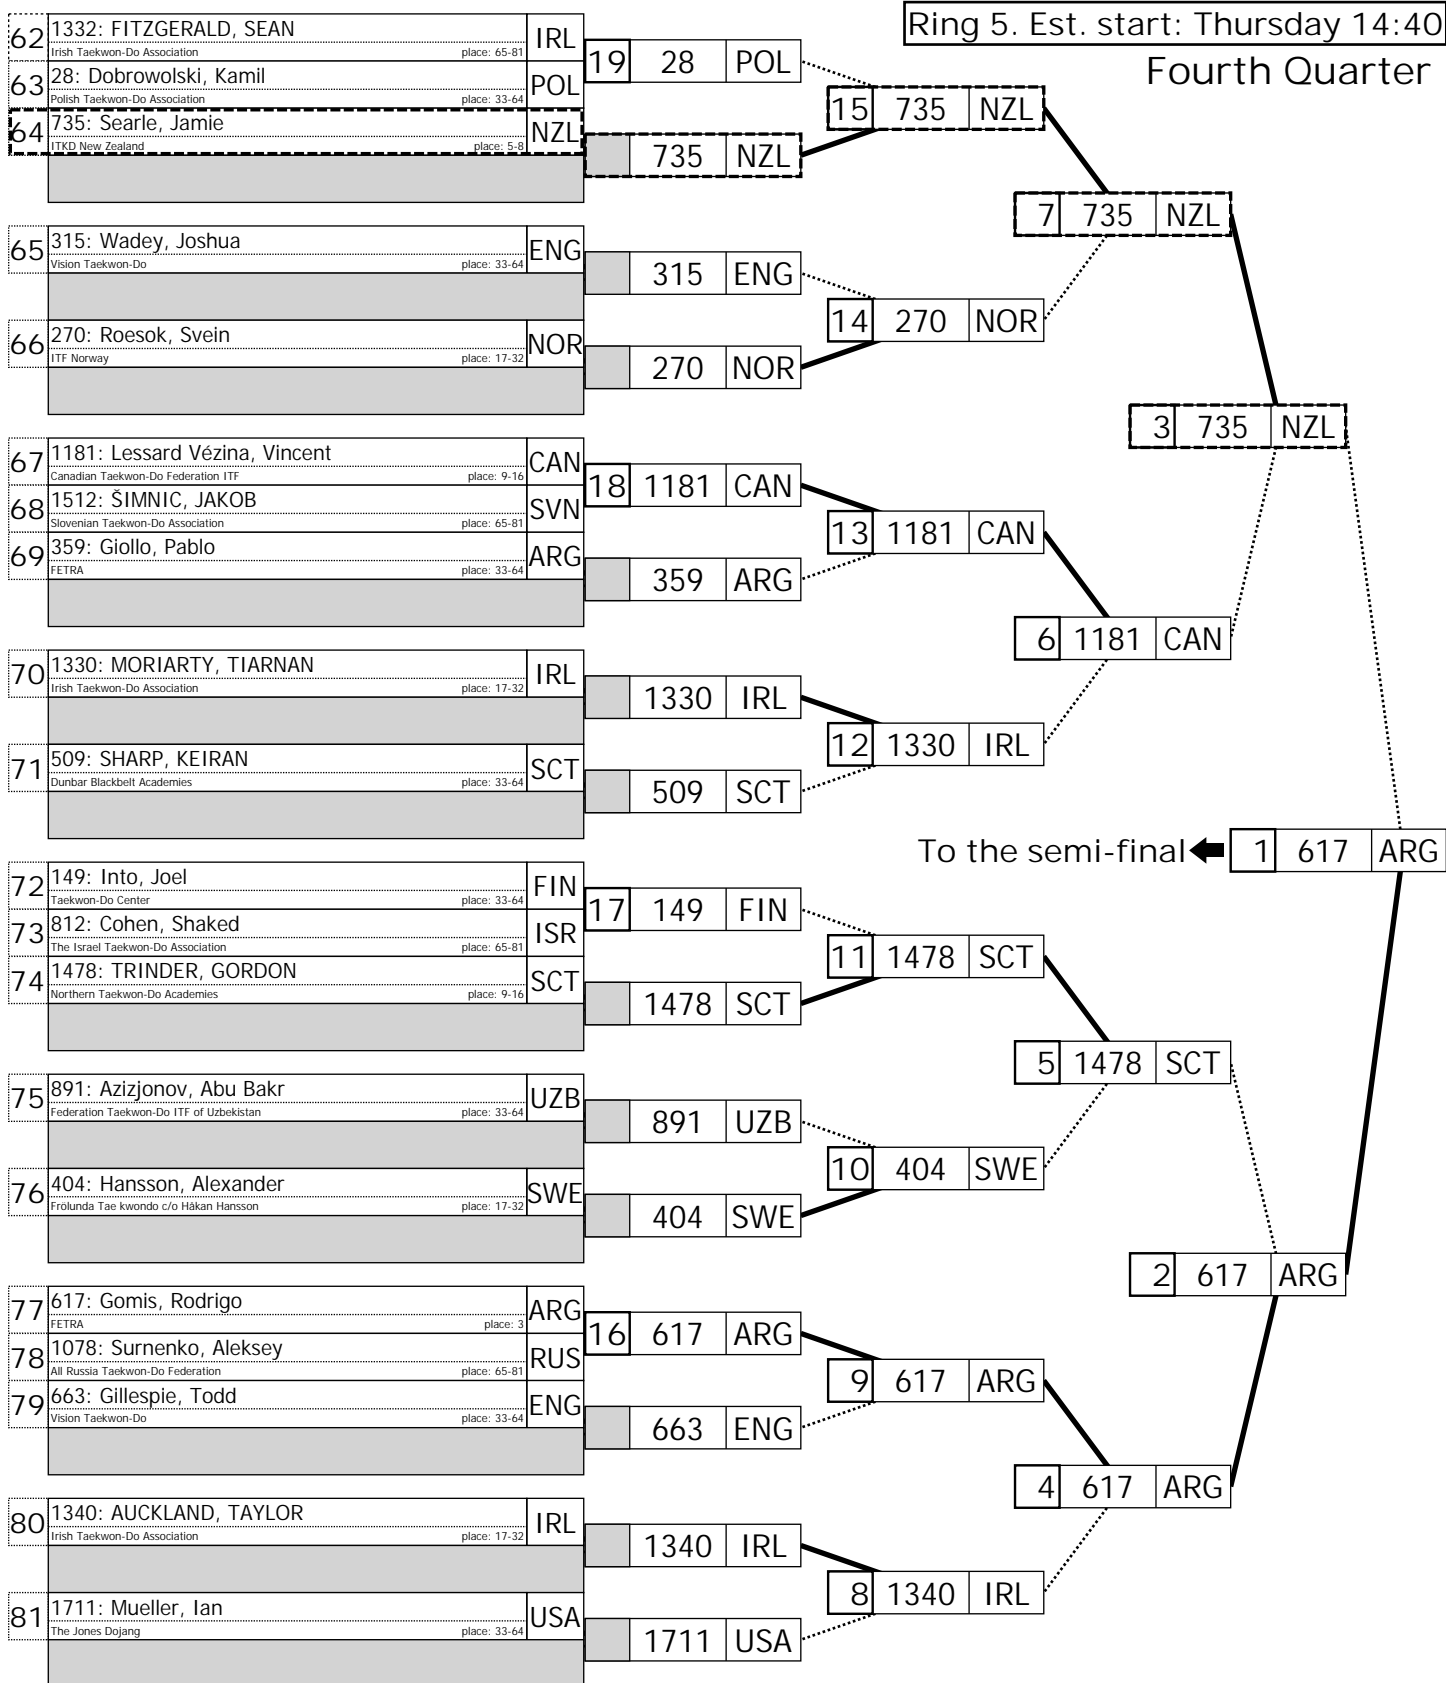 Ring 5. Est. start: Thursday 14:40
Fourth Quarter
62 1332: FITZGERALD, SEAN IRL
Irish Taekwon-Do Association place: 65-81
63 28: Dobrowolski, Kamil POL
Polish Taekwon-Do Association place: 33-64
64 735: Searle, Jamie NZL
ITKD New Zealand place: 5-8
65 315: Wadey, Joshua ENG
Vision Taekwon-Do place: 33-64
66 270: Roesok, Svein NOR
ITF Norway place: 17-32
67 1181: Lessard Vézina, Vincent CAN
Canadian Taekwon-Do Federation ITF place: 9-16
68 1512: ŠIMNIC, JAKOB SVN
Slovenian Taekwon-Do Association place: 65-81
69 359: Giollo, Pablo ARG
FETRA place: 33-64
70 1330: MORIARTY, TIARNAN IRL
Irish Taekwon-Do Association place: 17-32
71 509: SHARP, KEIRAN SCT
Dunbar Blackbelt Academies place: 33-64
72 149: Into, Joel FIN
Taekwon-Do Center place: 33-64
73 812: Cohen, Shaked ISR
The Israel Taekwon-Do Association place: 65-81
74 1478: TRINDER, GORDON SCT
Northern Taekwon-Do Academies place: 9-16
75 891: Azizjonov, Abu Bakr UZB
Federation Taekwon-Do ITF of Uzbekistan place: 33-64
76 404: Hansson, Alexander SWE
Frölunda Tae kwondo c/o Håkan Hansson place: 17-32
77 617: Gomis, Rodrigo ARG
FETRA place: 3
78 1078: Surnenko, Aleksey RUS
All Russia Taekwon-Do Federation place: 65-81
79 663: Gillespie, Todd ENG
Vision Taekwon-Do place: 33-64
80 1340: AUCKLAND, TAYLOR IRL
Irish Taekwon-Do Association place: 17-32
81 1711: Mueller, Ian USA
The Jones Dojang place: 33-64
19 28 POL
735 NZL
315 ENG
270 NOR
18 1181 CAN
359 ARG
1330 IRL
509 SCT
17 149 FIN
1478 SCT
891 UZB
404 SWE
16 617 ARG
663 ENG
1340 IRL
1711 USA
15 735 NZL
14 270 NOR
13 1181 CAN
12 1330 IRL
11 1478 SCT
10 404 SWE
9 617 ARG
8 1340 IRL
7 735 NZL
6 1181 CAN
5 1478 SCT
4 617 ARG
3 735 NZL
2 617 ARG
To the semi-final 1 617 ARG